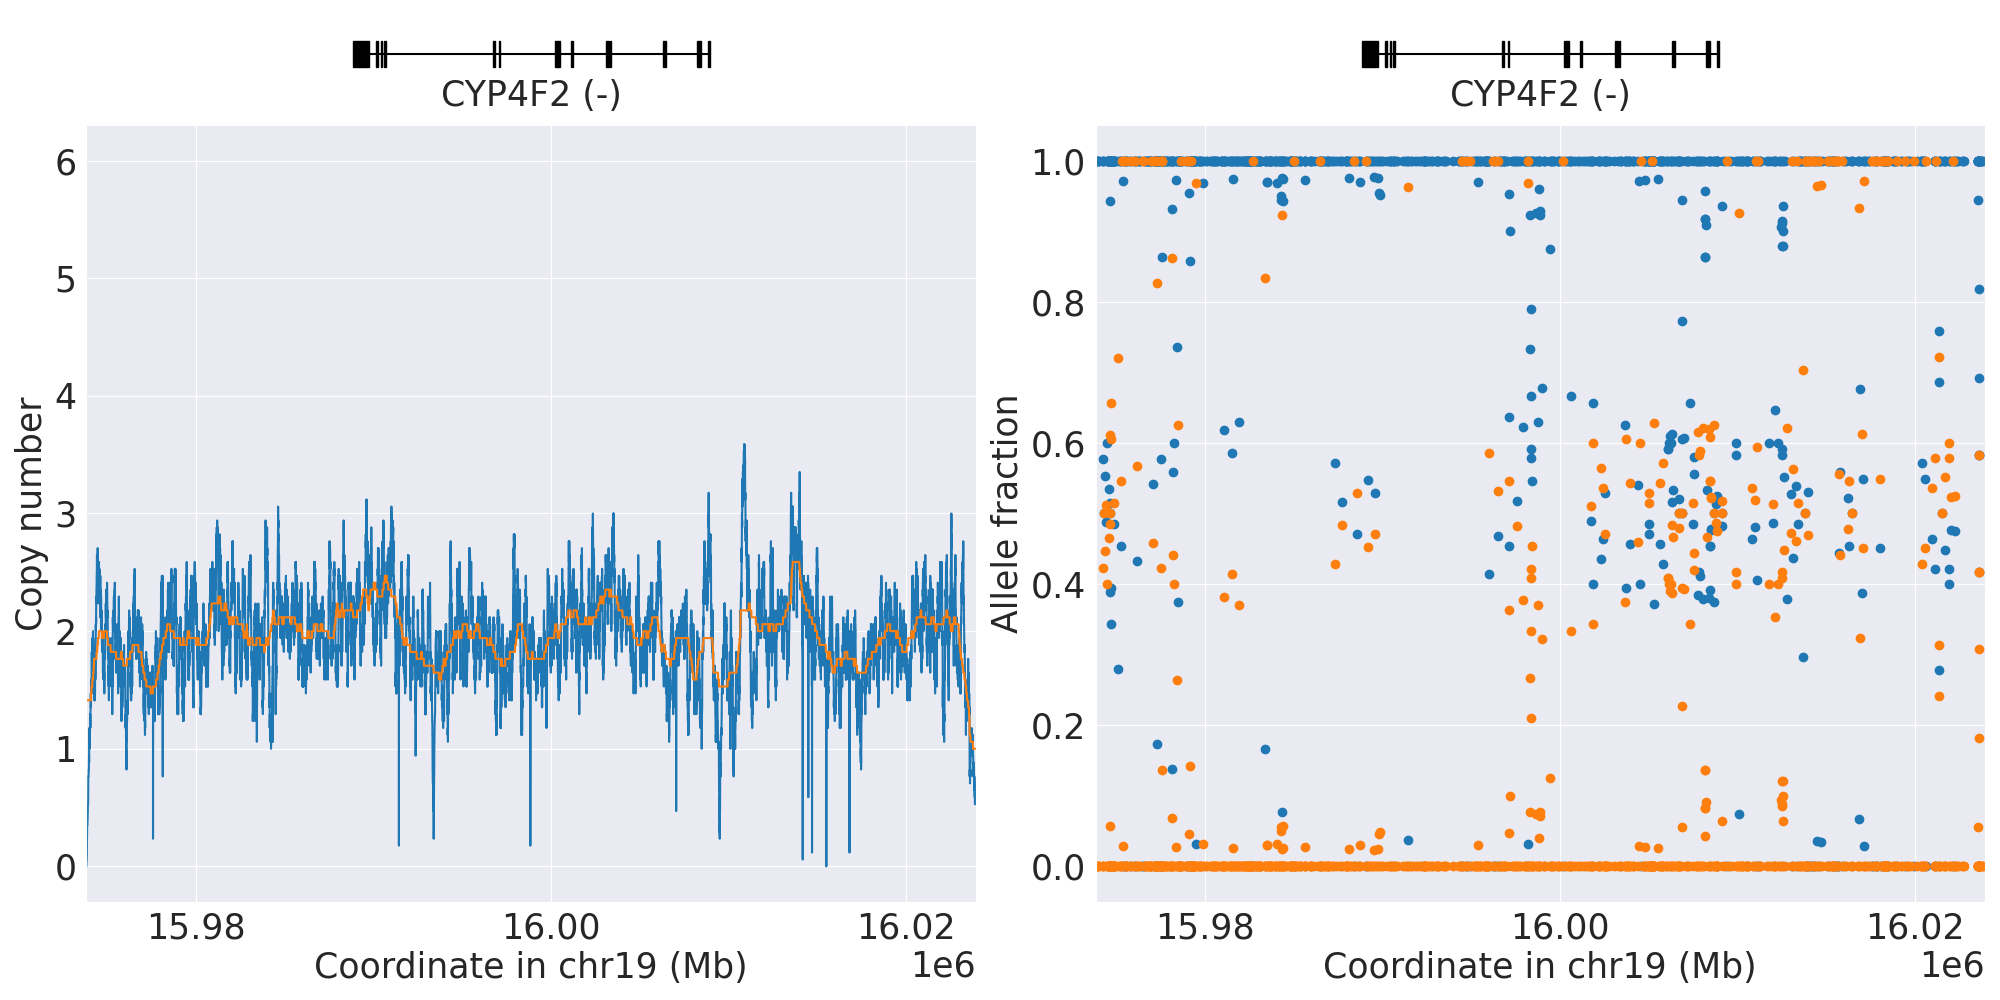 CYP4F2 (-)
6
5
4
3
2
1
0
Copy number
15.98
16.00
16.02
Coordinate in chr19 (Mb)
1e6
CYP4F2 (-)
1.0
0.8
0.6
0.4
0.2
0.0
Allele fraction
15.98
16.00
16.02
Coordinate in chr19 (Mb)
1e6